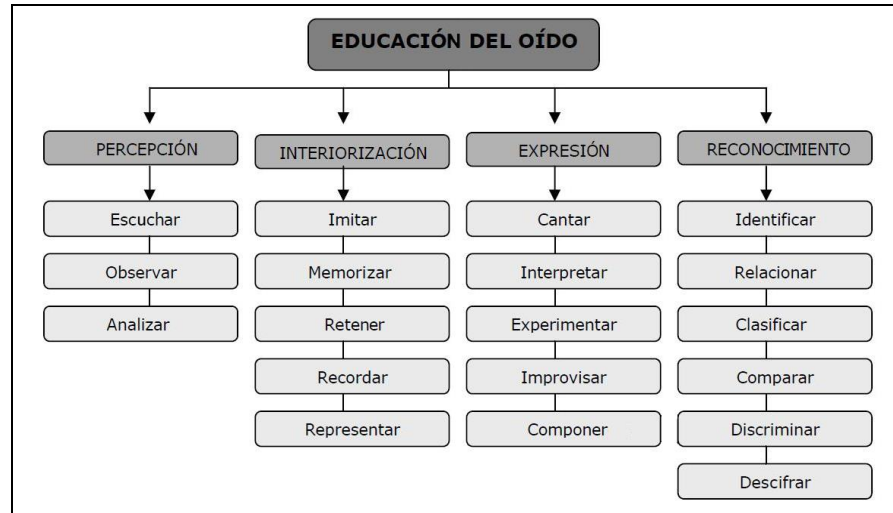 EDUCACIÓN DEL OÍDO
PERCEPCIÓN
Escuchar
Observar
Analizar
INTERIORIZACIÓN
Imitar
Memorizar
Retener
Recordar
Representar
EXPRESIÓN
Cantar
Interpretar
Experimentar
Improvisar
Componer
RECONOCIMIENTO
Identificar
Relacionar
Clasificar
Comparar
Discriminar
Descifrar